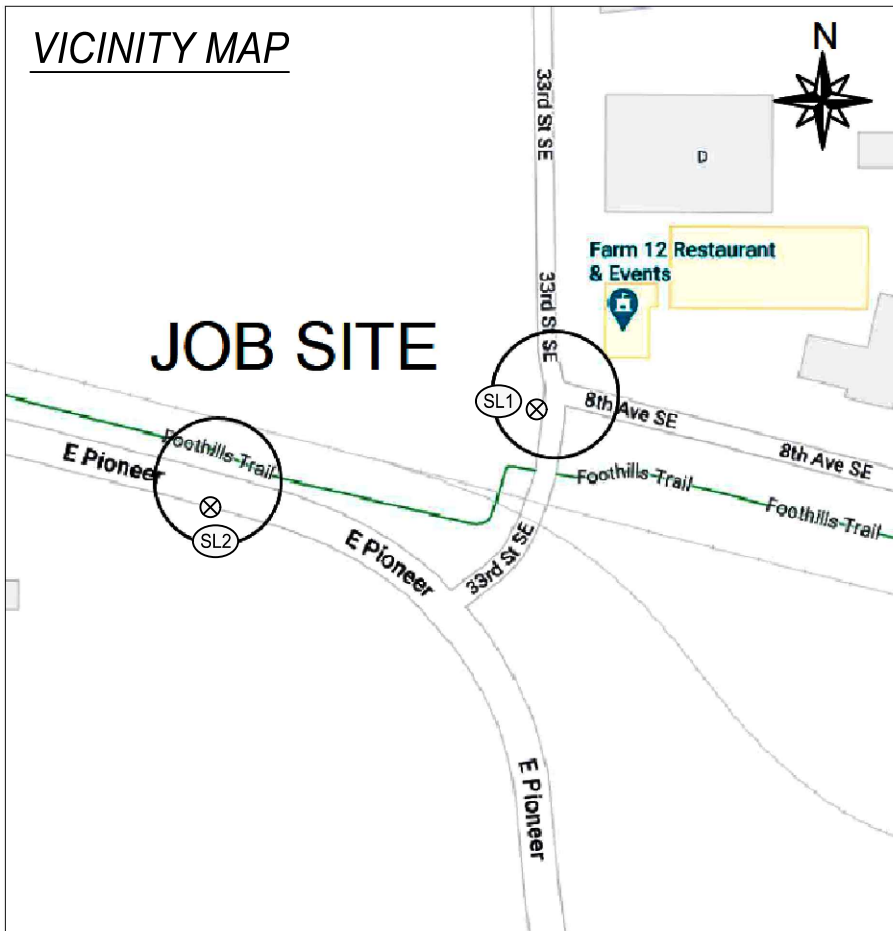 VICINITY MAP
N
33rd St SE
D
Farm 12 Restaurant
& Events
33rd St SE
JOB SITE
SL1
8th Ave SE
8th Ave SE
Foothills Trail
E Pioneer
Foothills Trail
Foothills Trail
SL2
E Pioneer
33rd St SE
E Pioneer